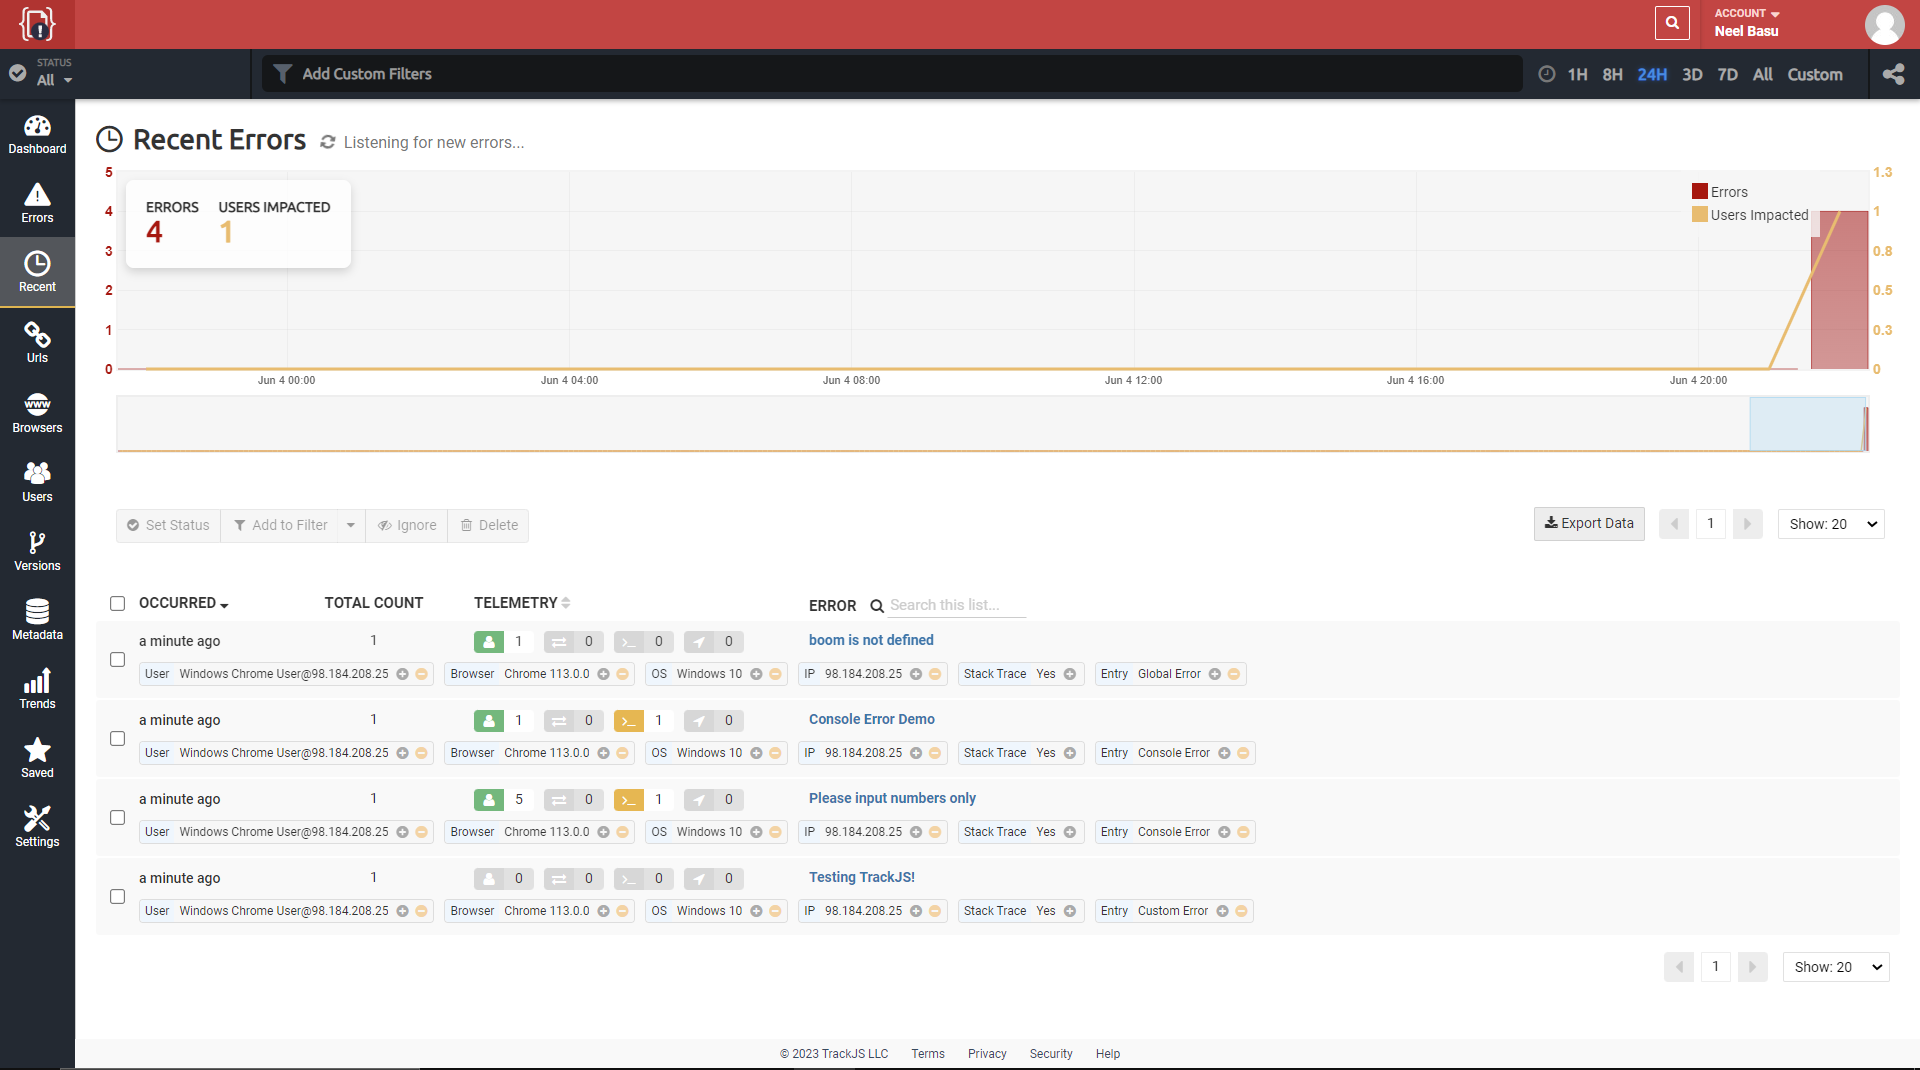 ACCOUNT
Neel Basu
STATUS
All
Add Custom Filters
1H 8H 24H 3D 7D All Custom
Dashboard
Errors
Recent
Urls
Browsers
Users
Versions
Metadata
Trends
Saved
Settings
Recent Errors Listening for new errors...
ERRORS USERS IMPACTED
4 1
Errors
Users Impacted
5
4
3
2
1
0
1.3
1
0.8
0.5
0.3
0
Jun 4 00:00 Jun 4 04:00 Jun 4 08:00 Jun 4 12:00 Jun 4 16:00 Jun 4 20:00
Set Status Add to Filter Ignore Delete Export Data 1 Show: 20
OCCURRED TOTAL COUNT TELEMETRY ERROR Search this list...
a minute ago 1 1 0 0 0 boom is not defined
User Windows Chrome User@98.184.208.25 Browser Chrome 113.0.0 OS Windows 10 IP 98.184.208.25 Stack Trace Yes Entry Global Error
a minute ago 1 1 0 >_ 1 0 Console Error Demo
User Windows Chrome User@98.184.208.25 Browser Chrome 113.0.0 OS Windows 10 IP 98.184.208.25 Stack Trace Yes Entry Console Error
a minute ago 1 5 0 >_ 1 0 Please input numbers only
User Windows Chrome User@98.184.208.25 Browser Chrome 113.0.0 OS Windows 10 IP 98.184.208.25 Stack Trace Yes Entry Console Error
a minute ago 1 0 0 0 0 Testing TrackJS!
User Windows Chrome User@98.184.208.25 Browser Chrome 113.0.0 OS Windows 10 IP 98.184.208.25 Stack Trace Yes Entry Custom Error
1 Show: 20
© 2023 TrackJS LLC Terms Privacy Security Help